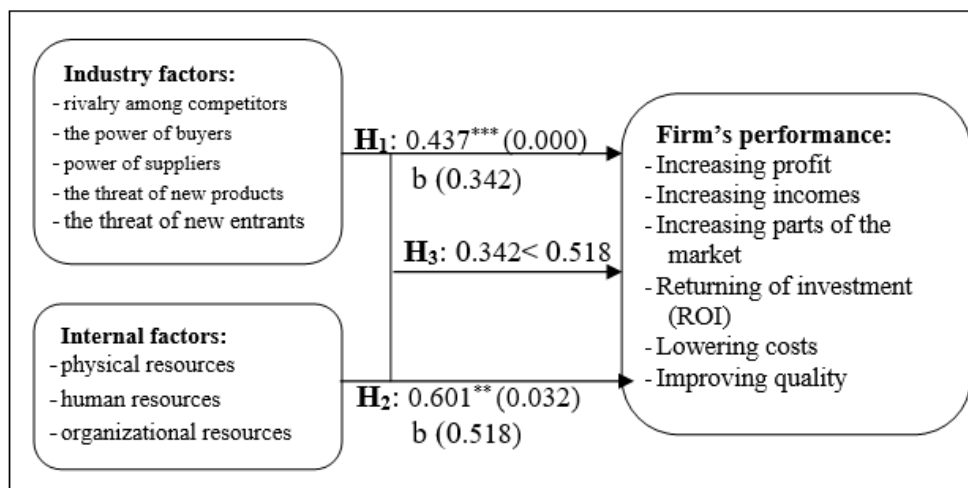 Industry factors:
- rivalry among competitors
- the power of buyers
- power of suppliers
- the threat of new products
- the threat of new entrants
Internal factors:
- physical resources
- human resources
- organizational resources
H₁: 0.437*** (0.000)
b (0.342)
H₃: 0.342< 0.518
H₂: 0.601** (0.032)
b (0.518)
Firm's performance:
- Increasing profit
- Increasing incomes
- Increasing parts of the
market
- Returning of investment
(ROI)
- Lowering costs
- Improving quality